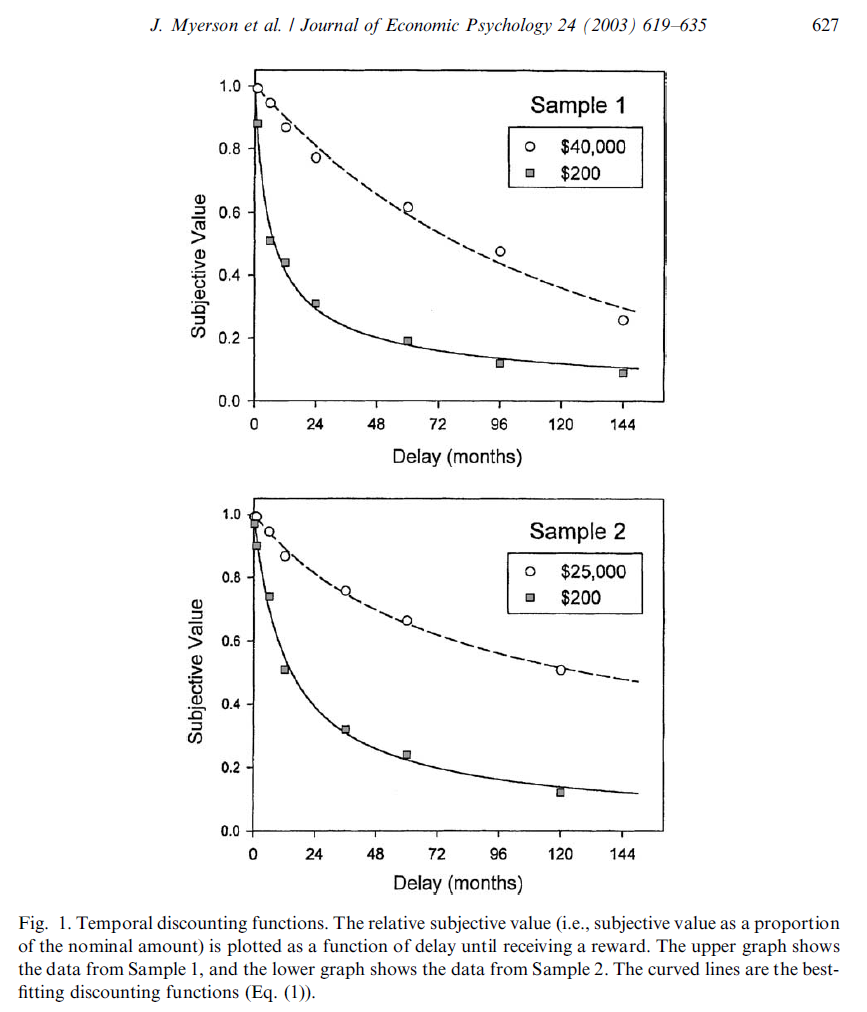 J. Myerson et al. / Journal of Economic Psychology 24 (2003) 619–635 627
1.0
0.8
0.6
0.4
0.2
0.0
Subjective Value
Sample 1
$40,000
$200
0 24 48 72 96 120 144
Delay (months)
1.0
0.8
0.6
0.4
0.2
0.0
Subjective Value
Sample 2
$25,000
$200
0 24 48 72 96 120 144
Delay (months)
Fig. 1. Temporal discounting functions. The relative subjective value (i.e., subjective value as a proportion
of the nominal amount) is plotted as a function of delay until receiving a reward. The upper graph shows
the data from Sample 1, and the lower graph shows the data from Sample 2. The curved lines are the best-
fitting discounting functions (Eq. (1)).